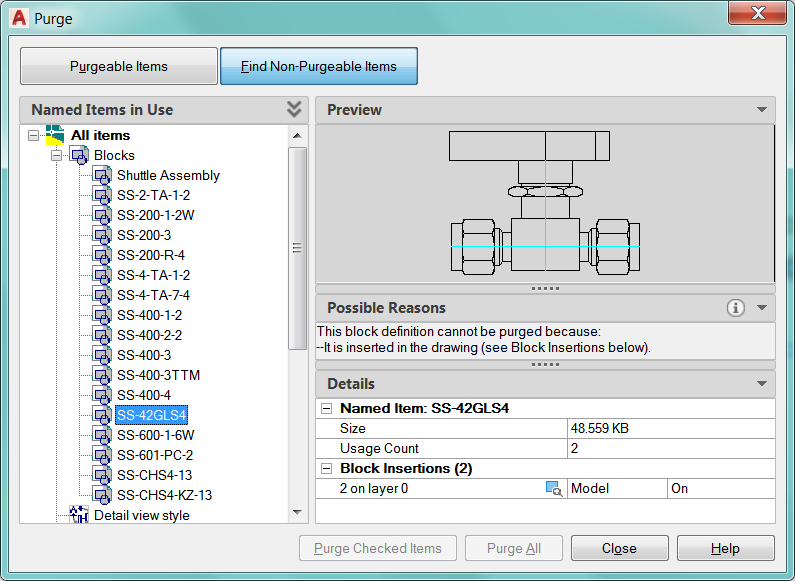 A Purge
Purgeable Items
Find Non-Purgeable Items
Named Items in Use
All items
Blocks
Shuttle Assembly
SS-2-TA-1-2
SS-200-1-2W
SS-200-3
SS-200-R-4
SS-4-TA-1-2
SS-4-TA-7-4
SS-400-1-2
SS-400-2-2
SS-400-3
SS-400-3TTM
SS-400-4
SS-42GLS4
SS-600-1-6W
SS-601-PC-2
SS-CHS4-13
SS-CHS4-KZ-13
Detail view style
Preview
Possible Reasons
This block definition cannot be purged because:
--It is inserted in the drawing (see Block Insertions below).
Details
Named Item: SS-42GLS4
Size 48.559 KB
Usage Count 2
Block Insertions (2)
2 on layer 0 Model On
Purge Checked Items
Purge All
Close
Help